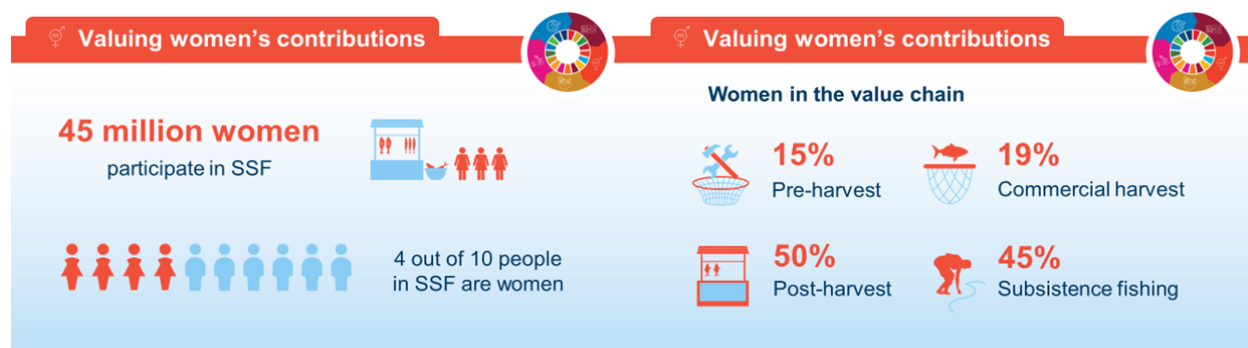 Valuing women's contributions
45 million women
participate in SSF
4 out of 10 people
in SSF are women
Valuing women's contributions
Women in the value chain
15%
Pre-harvest
19%
Commercial harvest
50%
Post-harvest
45%
Subsistence fishing